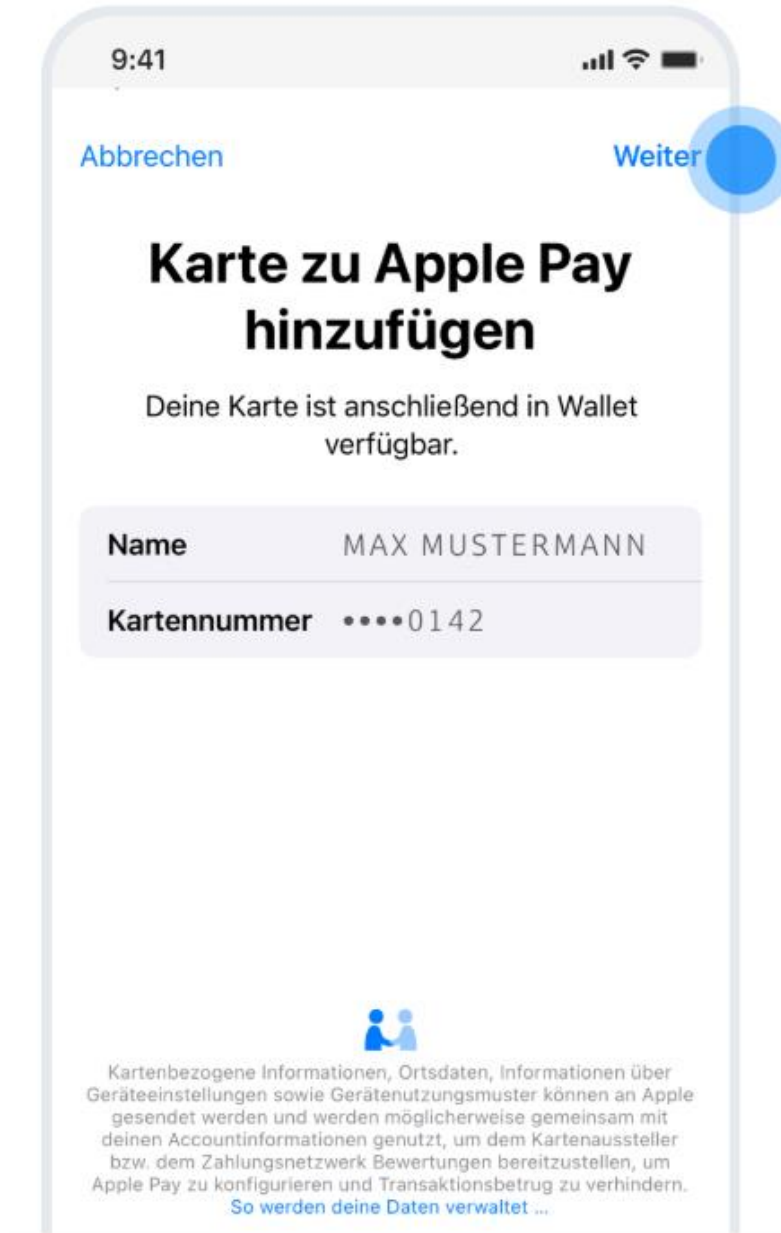 9:41
Abbrechen Weiter
Karte zu Apple Pay
hinzufügen
Deine Karte ist anschließend in Wallet
verfügbar.
Name MAX MUSTERMANN
Kartennummer ••••0142
Kartenbezogene Informationen, Ortsdaten, Informationen über
Geräteeinstellungen sowie Gerätenutzungsmuster können an Apple
gesendet werden und werden möglicherweise gemeinsam mit
deinen Accountinformationen genutzt, um dem Kartenaussteller
bzw. dem Zahlungsnetzwerk Bewertungen bereitzustellen, um
Apple Pay zu konfigurieren und Transaktionsbetrug zu verhindern.
So werden deine Daten verwaltet ...